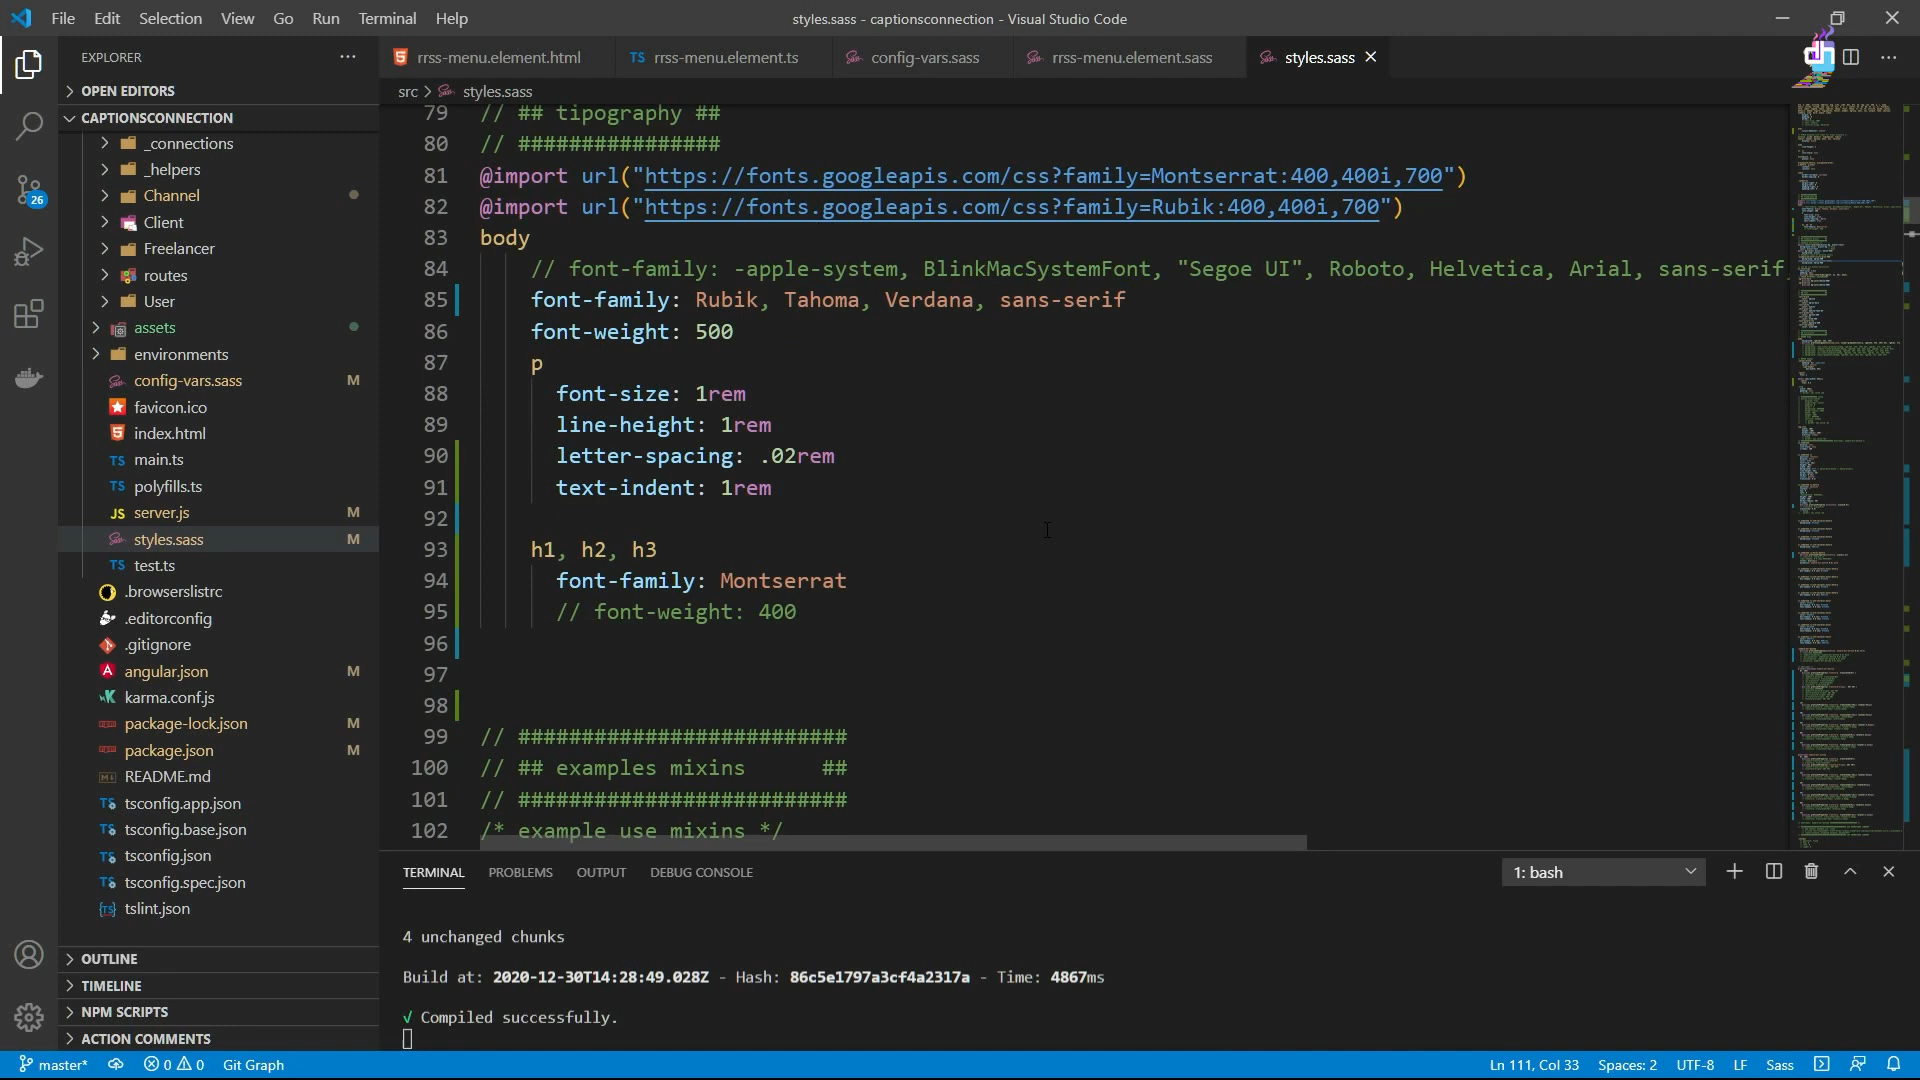 File Edit Selection View Go Run Terminal Help
styles.sass - captionsconnection - Visual Studio Code
EXPLORER
rrss-menu.element.html
TS rrss-menu.element.ts
config-vars.sass
rrss-menu.element.sass
styles.sass
dh
OPEN EDITORS
CAPTIONSCONNECTION
_connections
_helpers
Channel
Client
Freelancer
routes
User
assets
environments
config-vars.sass M
favicon.ico
index.html
TS main.ts
TS polyfills.ts
JS server.js M
styles.sass M
TS test.ts
.browserslistrc
.editorconfig
.gitignore
angular.json M
karma.conf.js
package-lock.json M
package.json M
README.md
tsconfig.app.json
tsconfig.base.json
tsconfig.json
tsconfig.spec.json
tslint.json
OUTLINE
TIMELINE
NPM SCRIPTS
ACTION COMMENTS
26
src > styles.sass
79 // ## tipography ##
80 // ################
81 @import url("https://fonts.googleapis.com/css?family=Montserrat:400,400i,700")
82 @import url("https://fonts.googleapis.com/css?family=Rubik:400,400i,700")
83 body
84 // font-family: -apple-system, BlinkMacSystemFont, "Segoe UI", Roboto, Helvetica, Arial, sans-serif
85 font-family: Rubik, Tahoma, Verdana, sans-serif
86 font-weight: 500
87 p
88 font-size: 1rem
89 line-height: 1rem
90 letter-spacing: .02rem
91 text-indent: 1rem
92
93 h1, h2, h3
94 font-family: Montserrat
95 // font-weight: 400
96
97
98
99 // ##########################
100 // ## examples mixins ##
101 // ##########################
102 /* example use mixins */
TERMINAL PROBLEMS OUTPUT DEBUG CONSOLE
1: bash
4 unchanged chunks
Build at: 2020-12-30T14:28:49.028Z - Hash: 86c5e1797a3cf4a2317a - Time: 4867ms
√ Compiled successfully.
master* 0 0 Git Graph
Ln 111, Col 33 Spaces: 2 UTF-8 LF Sass